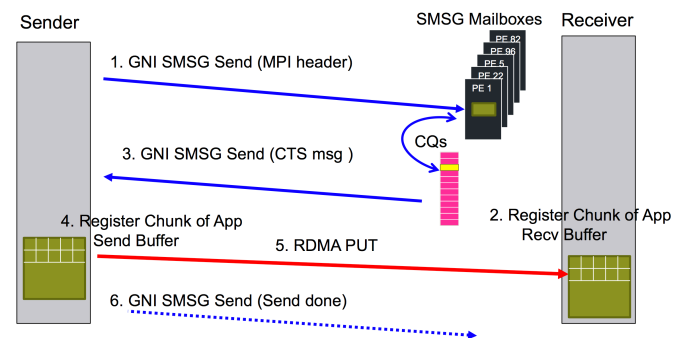 Sender
SMSG Mailboxes
Receiver
PE 82
PE 96
PE 5
PE 22
PE 1
1. GNI SMSG Send (MPI header)
CQs
3. GNI SMSG Send (CTS msg )
2. Register Chunk of App
Recv Buffer
4. Register Chunk of App
Send Buffer
5. RDMA PUT
6. GNI SMSG Send (Send done)